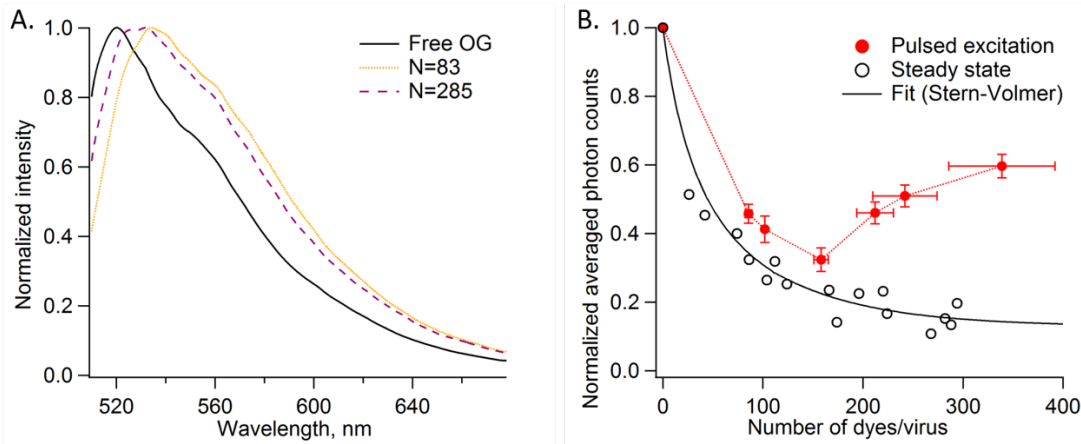 A.
1.0
0.8
0.6
0.4
0.2
0.0
Normalized intensity
Free OG
N=83
N=285
520
560
600
640
Wavelength, nm
B.
1.0
0.8
0.6
0.4
0.2
0.0
Normalized averaged photon counts
Pulsed excitation
Steady state
Fit (Stern-Volmer)
0
100
200
300
400
Number of dyes/virus